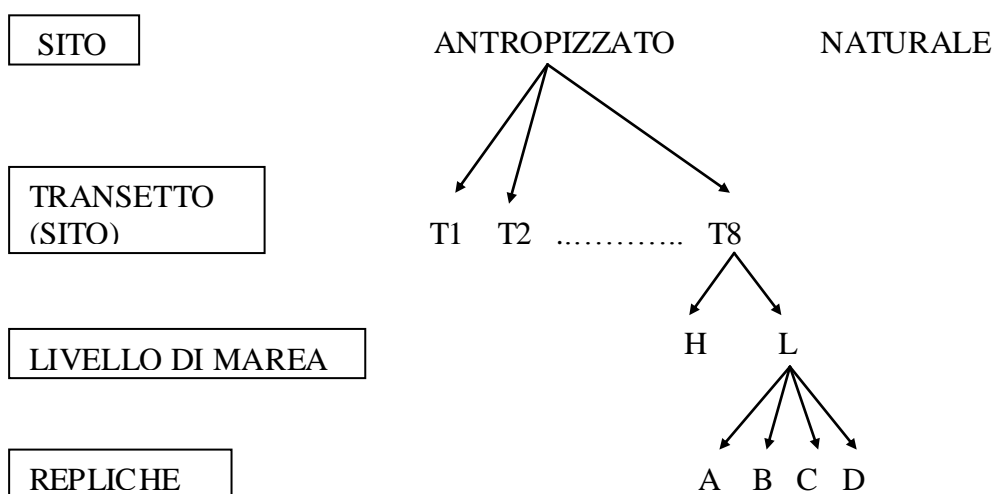 SITO ANTROPIZZATO NATURALE
TRANSETTO
(SITO)
T1 T2 ………….. T8
LIVELLO DI MAREA H L
REPLICHE A B C D